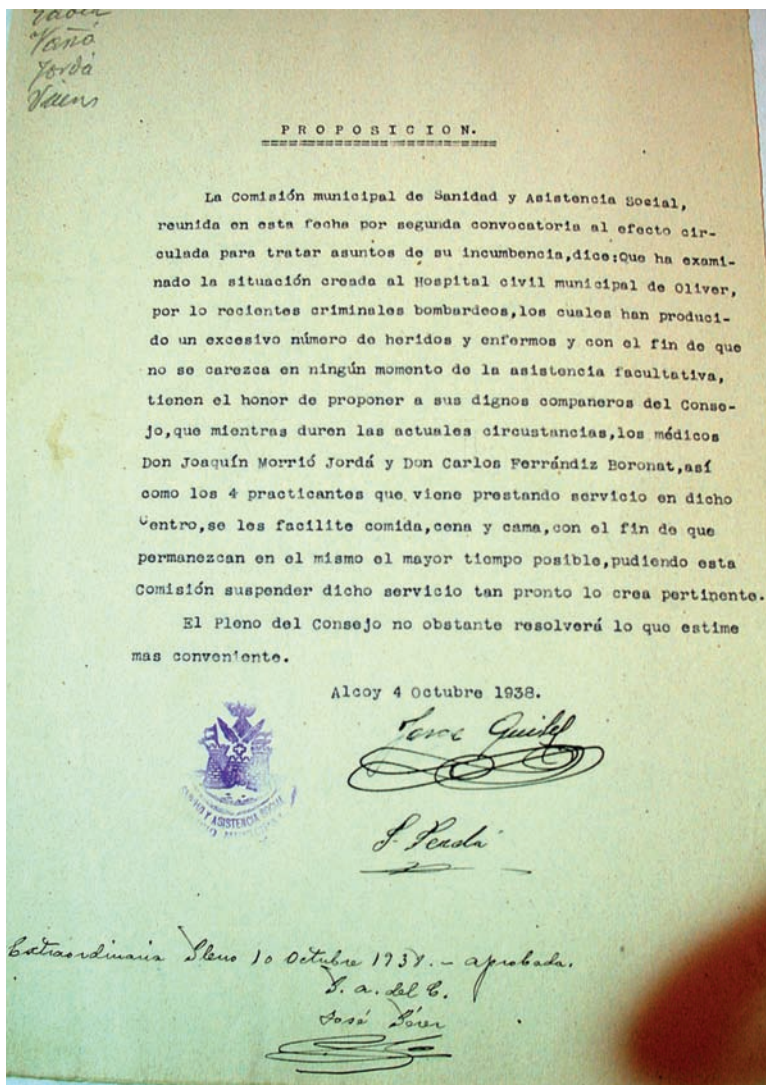 Vañó
Jordá
P R O P O S I C I O N.
La Comisión municipal de Sanidad y Asistencia Social,
reunida en esta fecha por segunda convocatoria al efecto cir-
culada para tratar asuntos de su incumbencia,dice:Que ha exami-
nado la situación creada al Hospital civil municipal de Oliver,
por lo recientes criminales bombardeos,los cuales han produci-
do un excesivo número de heridos y enfermos y con el fin de que
no se carezca en ningún momento de la asistencia facultativa,
tienen el honor de proponer a sus dignos compañeros del Conse-
jo,que mientras duren las actuales circustancias,los médicos
Don Joaquín Morrió Jordá y Don Carlos Ferrándiz Boronat,así
como los 4 practicantes que viene prestando servicio en dicho
Centro,se les facilite comida,cena y cama,con el fin de que
permanezcan en el mismo el mayor tiempo posible,pudiendo esta
Comisión suspender dicho servicio tan pronto lo crea pertinente.
El Pleno del Consejo no obstante resolverá lo que estime
mas conveniente.
Alcoy 4 Octubre 1938.
Y ASISTENCIA SOCIAL
Extraordinaria Pleno 10 Octubre 1938.- aprobada.
S. a. del C.
José Pérez